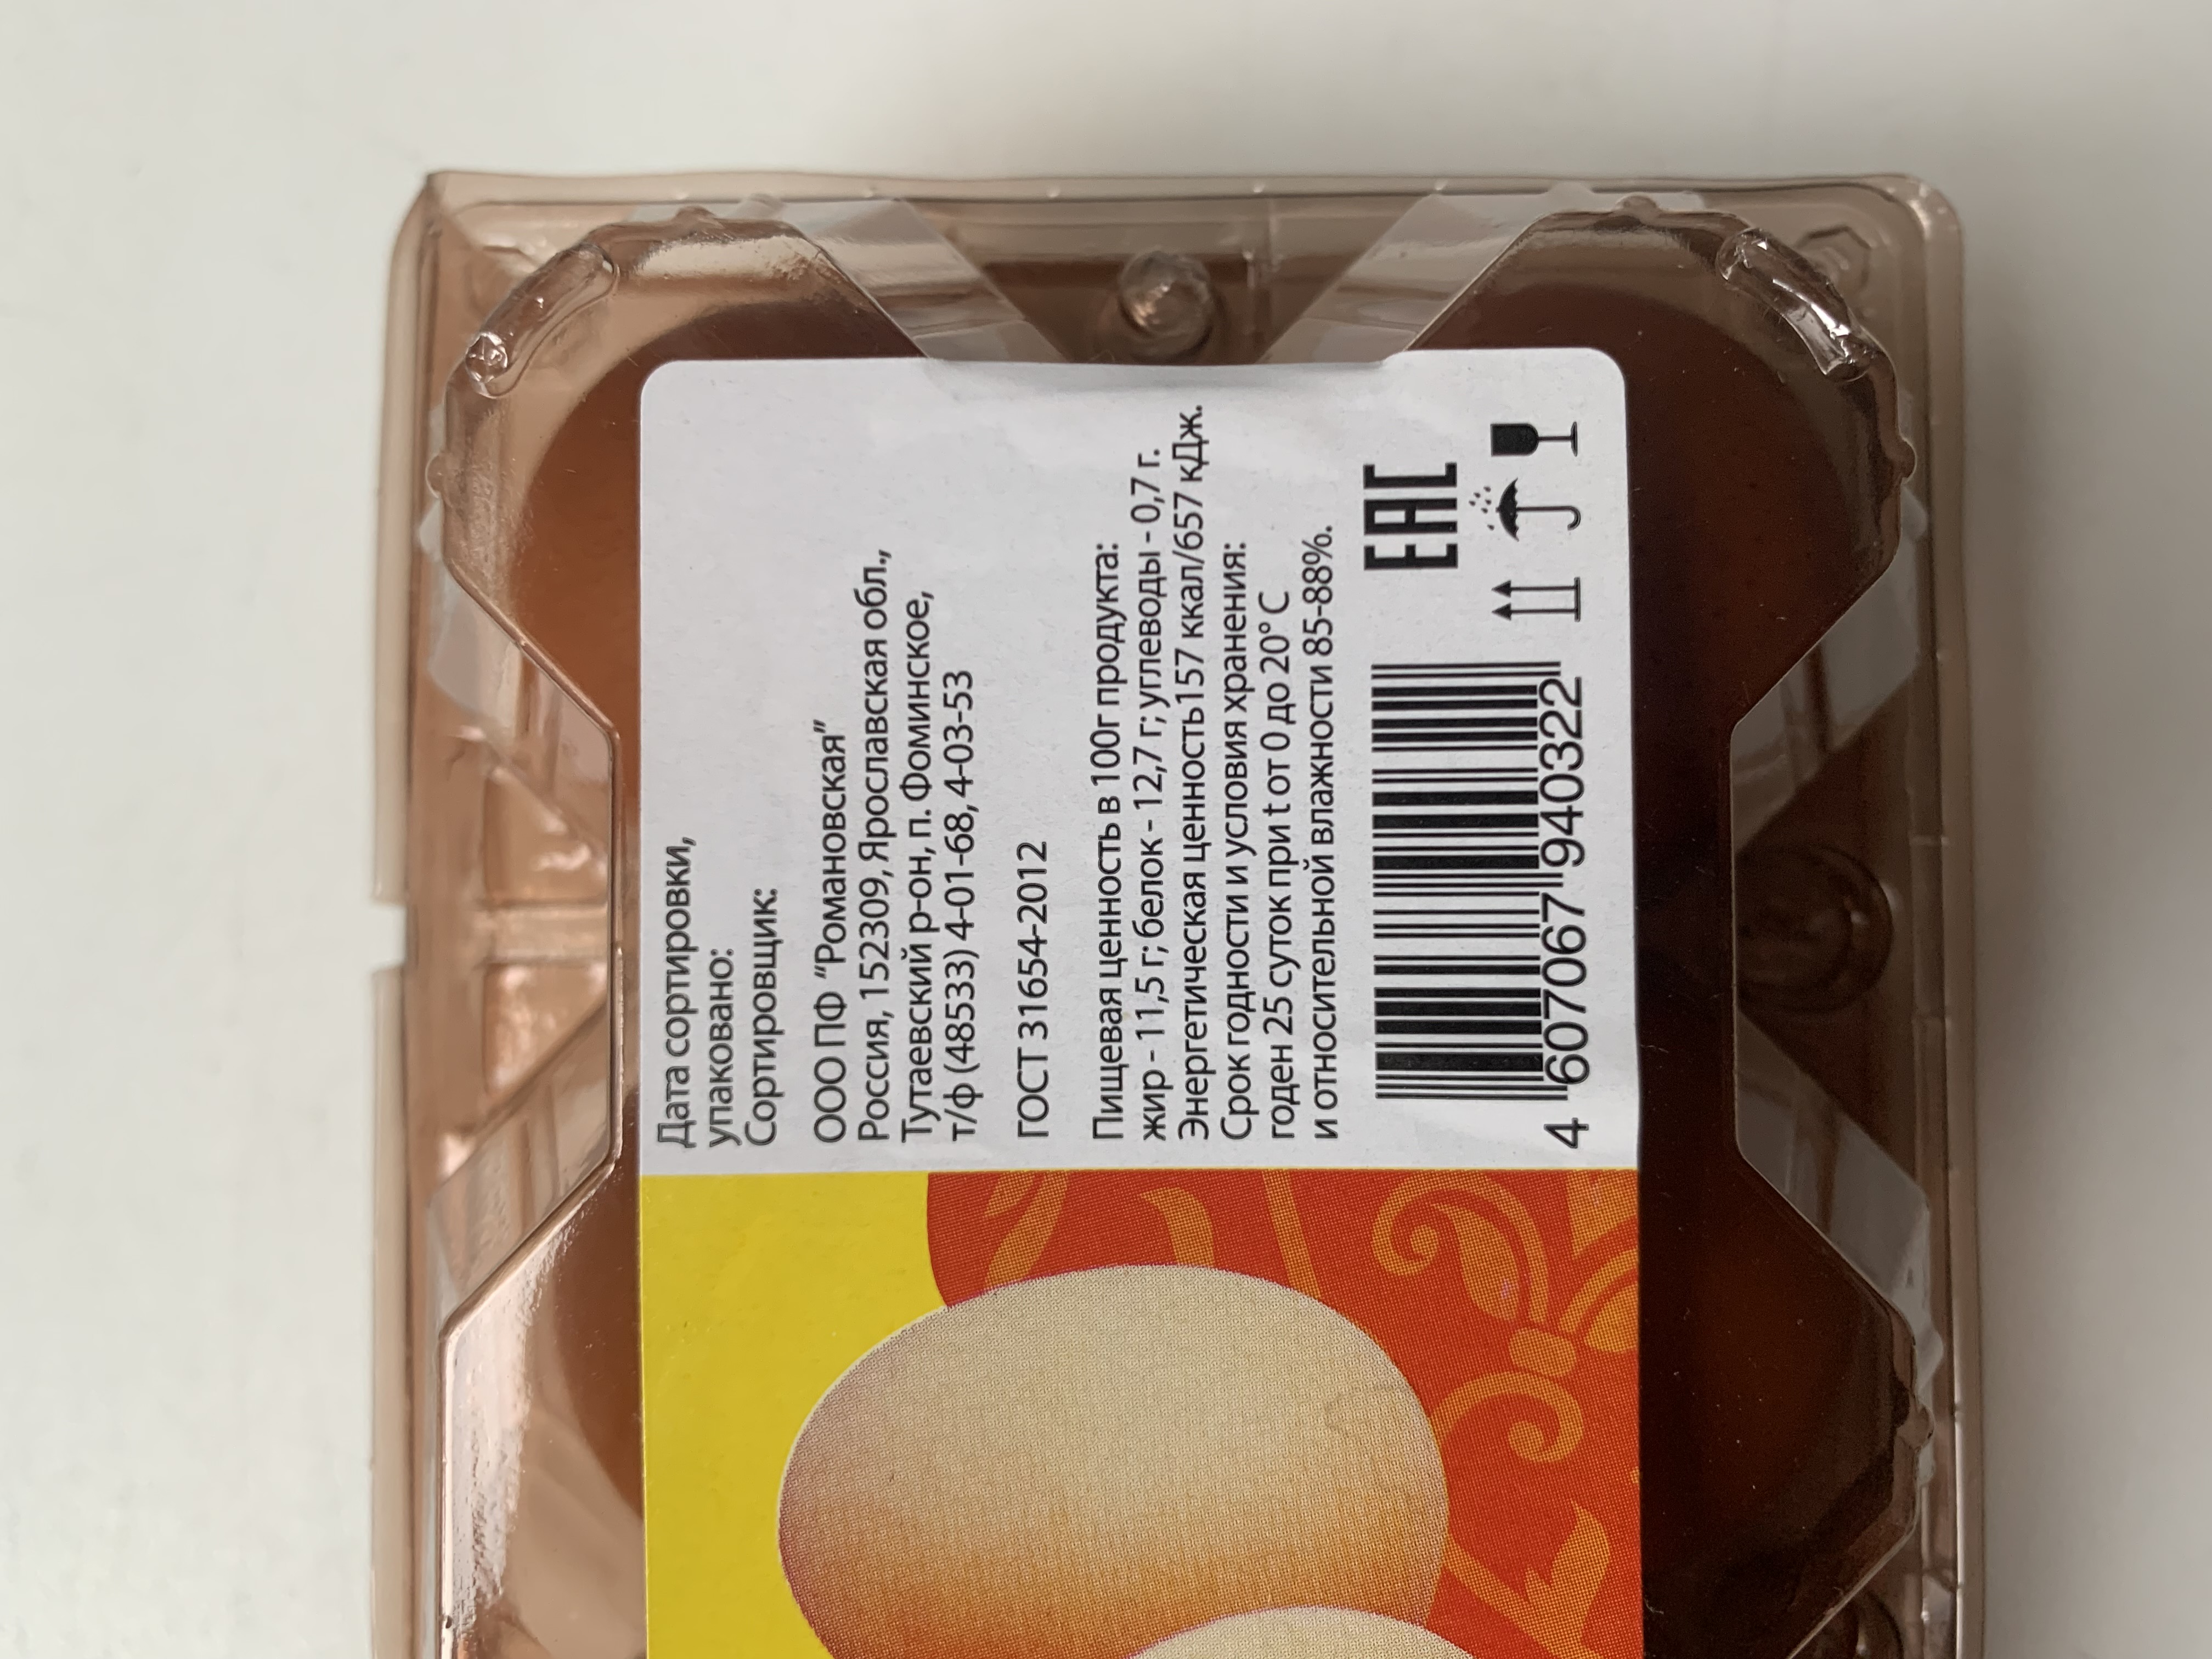 Дата сортировки,
упаковано:
Сортировщик:
ООО ПФ "Романовская"
Россия, 152309, Ярославская обл.,
Тутаевский р-он, п. Фоминское,
т/ф (48533) 4-01-68, 4-03-53
ГОСТ 31654-2012
Пищевая ценность в 100г продукта:
жир - 11,5 г; белок - 12,7 г; углеводы - 0,7 г.
Энергетическая ценность157 ккал/657 кДж.
Срок годности и условия хранения:
годен 25 суток при t от 0 до 20° С
и относительной влажности 85-88%.
EAC
4 607067 940322